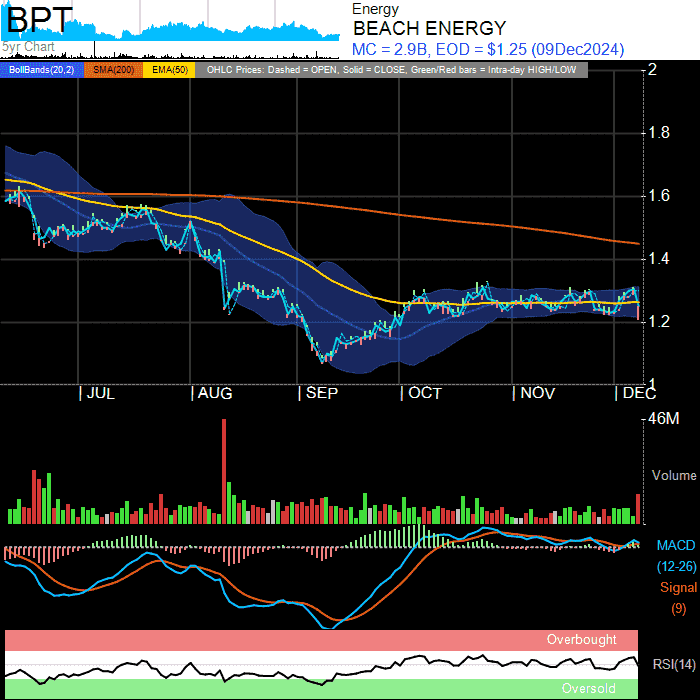 BPT
5yr Chart
Energy
BEACH ENERGY
MC = 2.9B, EOD = $1.25 (09Dec2024)
BollBands(20,2) SMA(200) EMA(50) OHLC Prices: Dashed = OPEN, Solid = CLOSE, Green/Red bars = Intra-day HIGH/LOW
2
1.8
1.6
1.4
1.2
1
JUL AUG SEP OCT NOV DEC
46M
Volume
MACD
(12-26)
Signal
(9)
Overbought
RSI(14)
Oversold